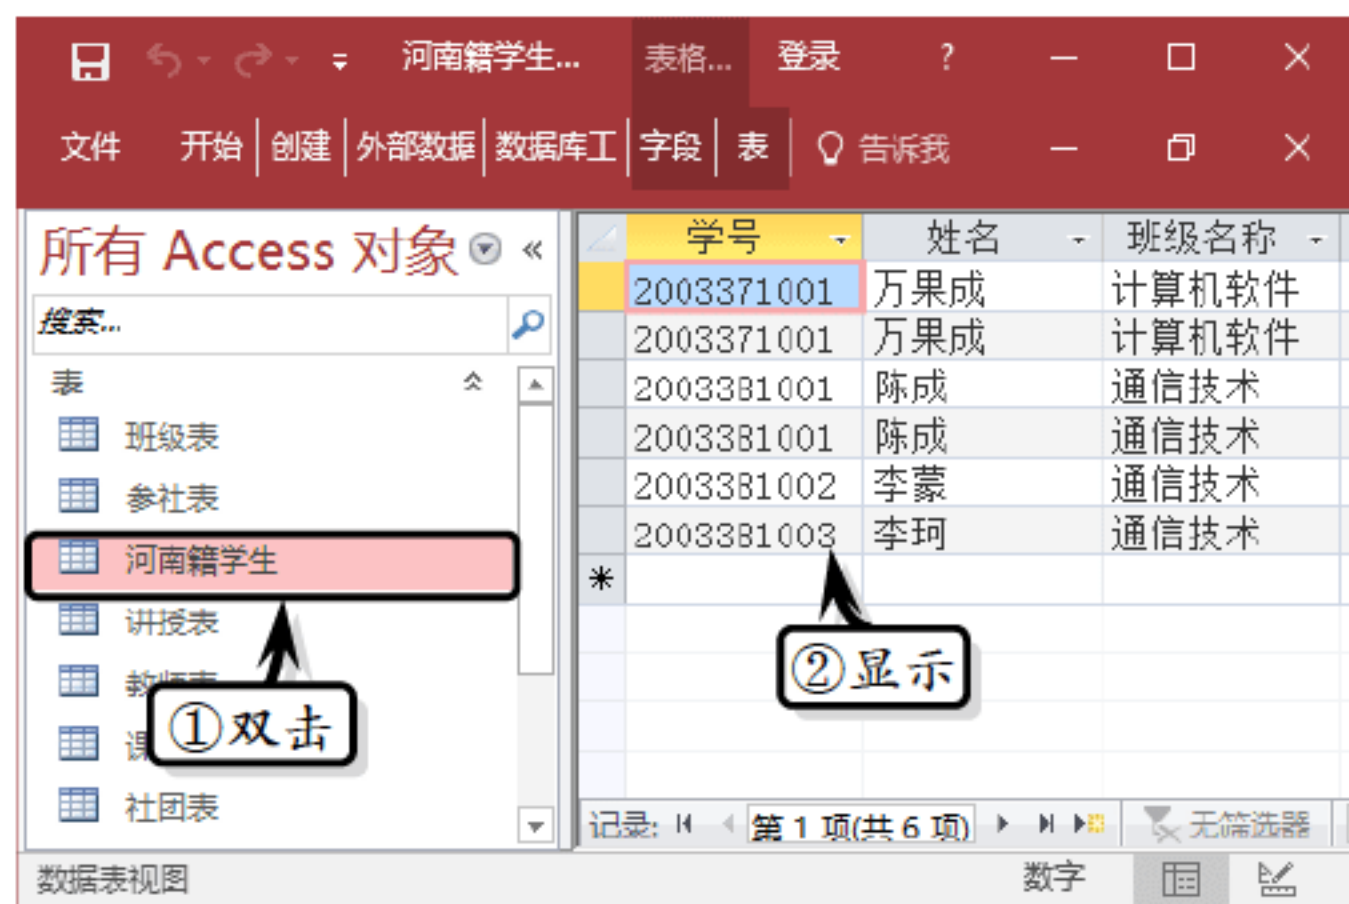 河南籍学生... 表格... 登录 ?
文件 开始 创建 外部数据 数据库工 字段 表 告诉我
所有 Access 对象 «
搜索...
表
班级表
参社表
河南籍学生
讲授表
①双击
社团表
学号 姓名 班级名称
2003371001 万果成 计算机软件
2003371001 万果成 计算机软件
2003381001 陈成 通信技术
2003381001 陈成 通信技术
2003381002 李蒙 通信技术
2003381003 李珂 通信技术
②显示
记录: 第 1 项(共 6 项) 无筛选器
数据表视图 数字